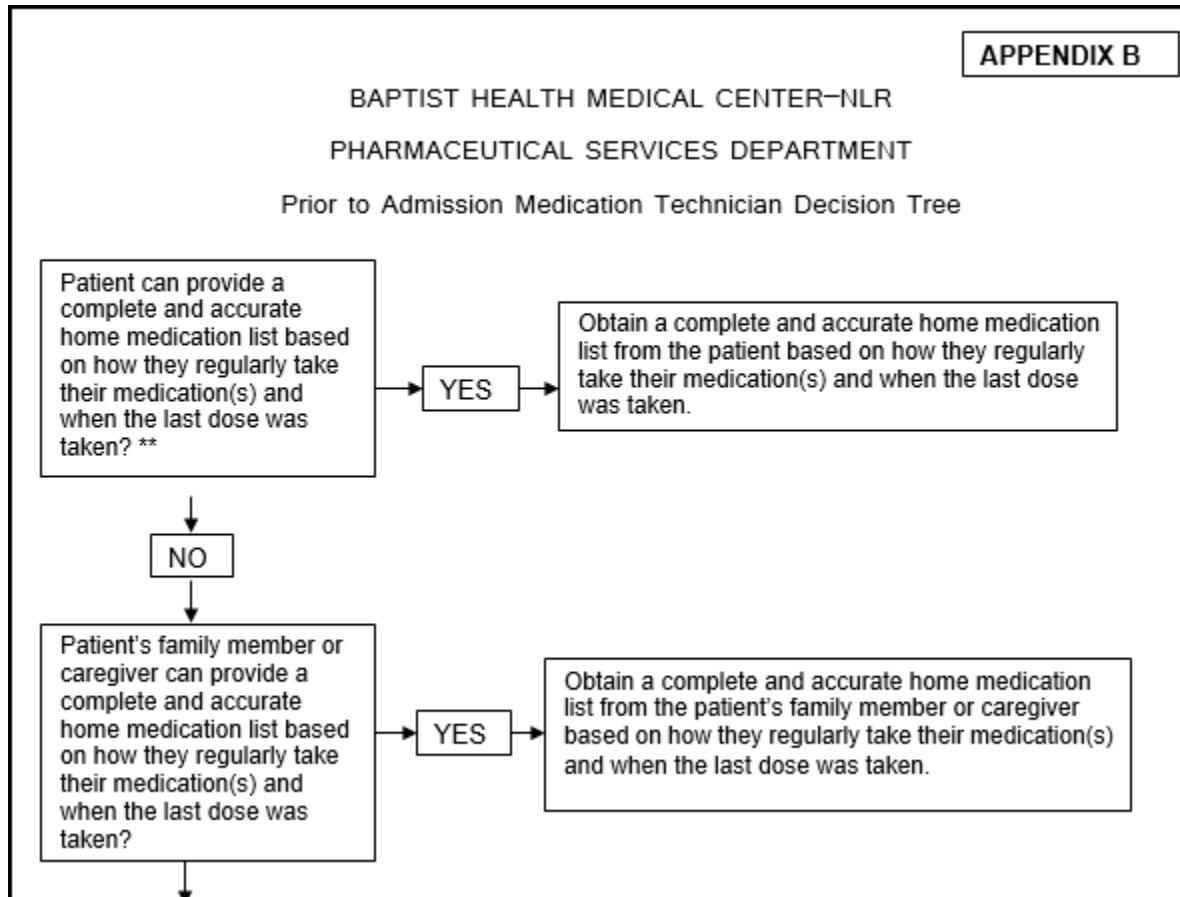 APPENDIX B
BAPTIST HEALTH MEDICAL CENTER–NLR
PHARMACEUTICAL SERVICES DEPARTMENT
Prior to Admission Medication Technician Decision Tree
Patient can provide a
complete and accurate
home medication list based
on how they regularly take
their medication(s) and
when the last dose was
taken? **
YES
Obtain a complete and accurate home medication
list from the patient based on how they regularly
take their medication(s) and when the last dose
was taken.
NO
Patient's family member or
caregiver can provide a
complete and accurate
home medication list based
on how they regularly take
their medication(s) and
when the last dose was
taken?
YES
Obtain a complete and accurate home medication
list from the patient's family member or caregiver
based on how they regularly take their medication(s)
and when the last dose was taken.